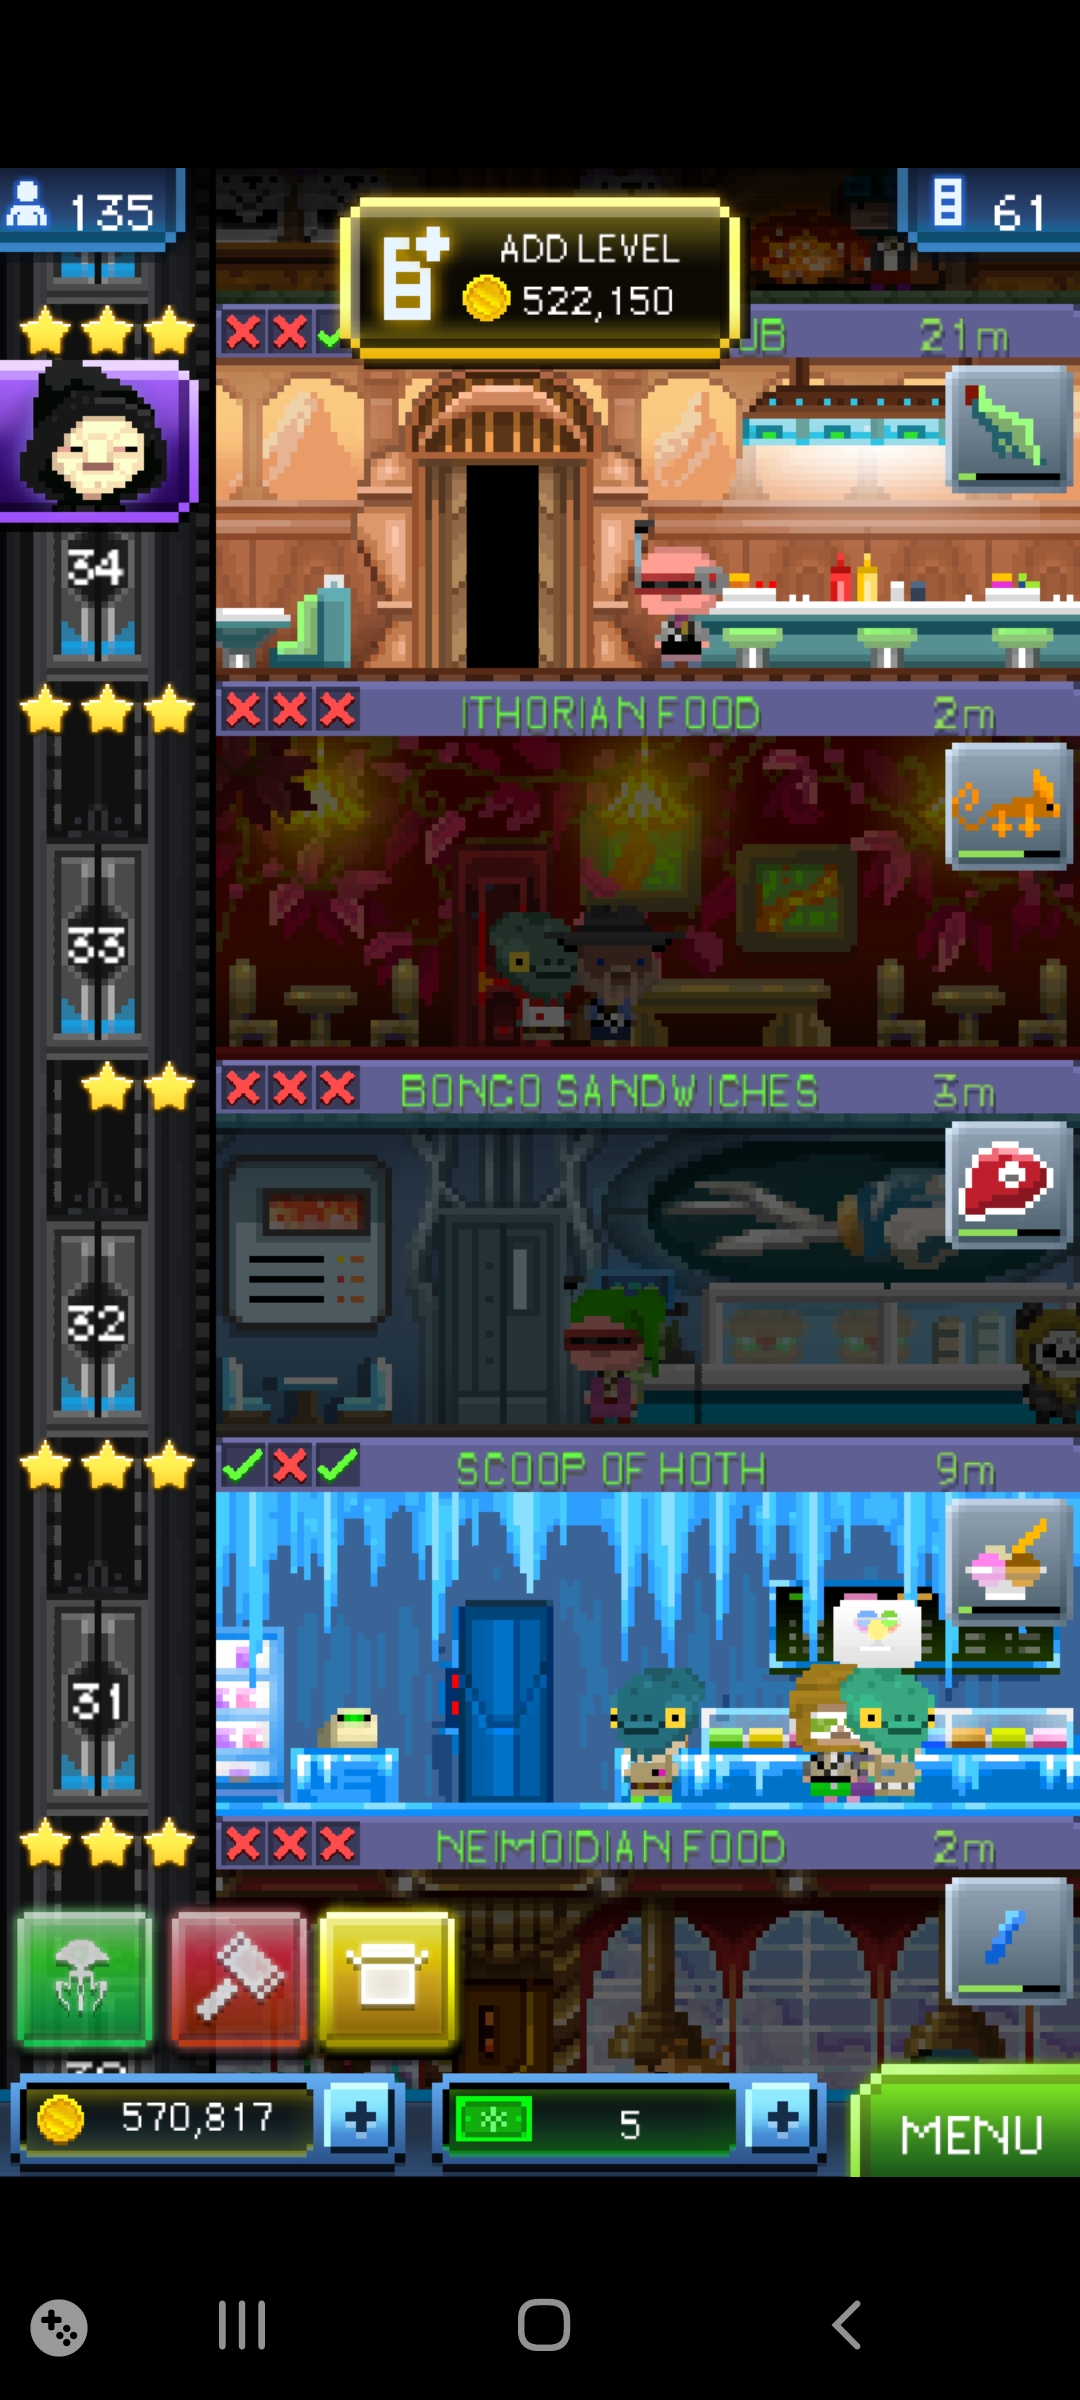 135
61
ADD LEVEL
522,150
UB
21m
34
ITHORIAN FOOD
2m
33
BONGO SANDWICHES
3m
32
SCOOP OF HOTH
9m
31
NEIMOIDIAN FOOD
2m
570,817
5
MENU